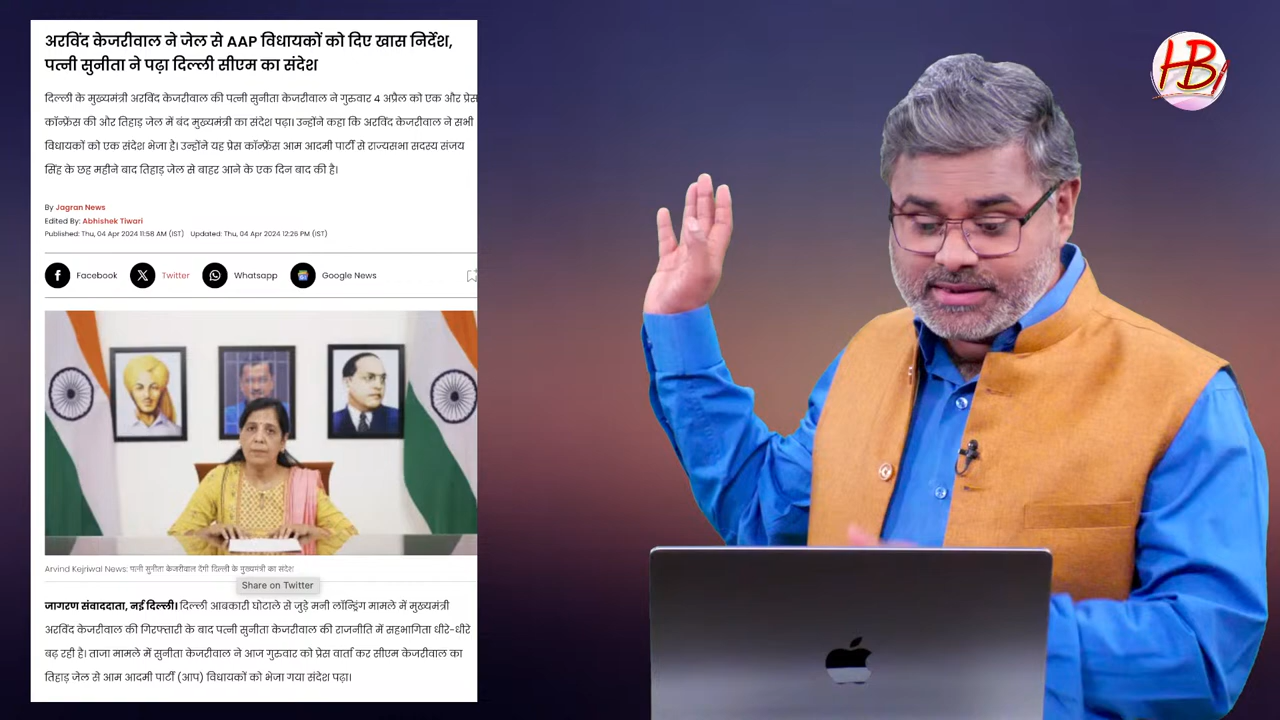 अरविंद केजरीवाल ने जेल से AAP विधायकों को दिए खास निर्देश,
पत्नी सुनीता ने पढ़ा दिल्ली सीएम का संदेश
दिल्ली के मुख्यमंत्री अरविंद केजरीवाल की पत्नी सुनीता केजरीवाल ने गुरुवार 4 अप्रैल को एक और प्रेस
कॉन्फ्रेंस की और तिहाड़ जेल में बंद मुख्यमंत्री का संदेश पढ़ा। उन्होंने कहा कि अरविंद केजरीवाल ने सभी
विधायकों को एक संदेश भेजा है। उन्होंने यह प्रेस कॉन्फ्रेंस आम आदमी पार्टी से राज्यसभा सदस्य संजय
सिंह के छह महीने बाद तिहाड़ जेल से बाहर आने के एक दिन बाद की है।
By Jagran News
Edited By: Abhishek Tiwari
Published: Thu, 04 Apr 2024 11:58 AM (IST) Updated: Thu, 04 Apr 2024 12:26 PM (IST)
Facebook Twitter Whatsapp Google News
Arvind Kejriwal News: पत्नी सुनीता केजरीवाल देंगी दिल्ली के मुख्यमंत्री का संदेश
Share on Twitter
जागरण संवाददाता, नई दिल्ली। दिल्ली आबकारी घोटाले से जुड़े मनी लॉन्ड्रिंग मामले में मुख्यमंत्री
अरविंद केजरीवाल की गिरफ्तारी के बाद पत्नी सुनीता केजरीवाल की राजनीति में सहभागिता धीरे-धीरे
बढ़ रही है। ताजा मामले में सुनीता केजरीवाल ने आज गुरुवार को प्रेस वार्ता कर सीएम केजरीवाल का
तिहाड़ जेल से आम आदमी पार्टी (आप) विधायकों को भेजा गया संदेश पढ़ा।
HBI